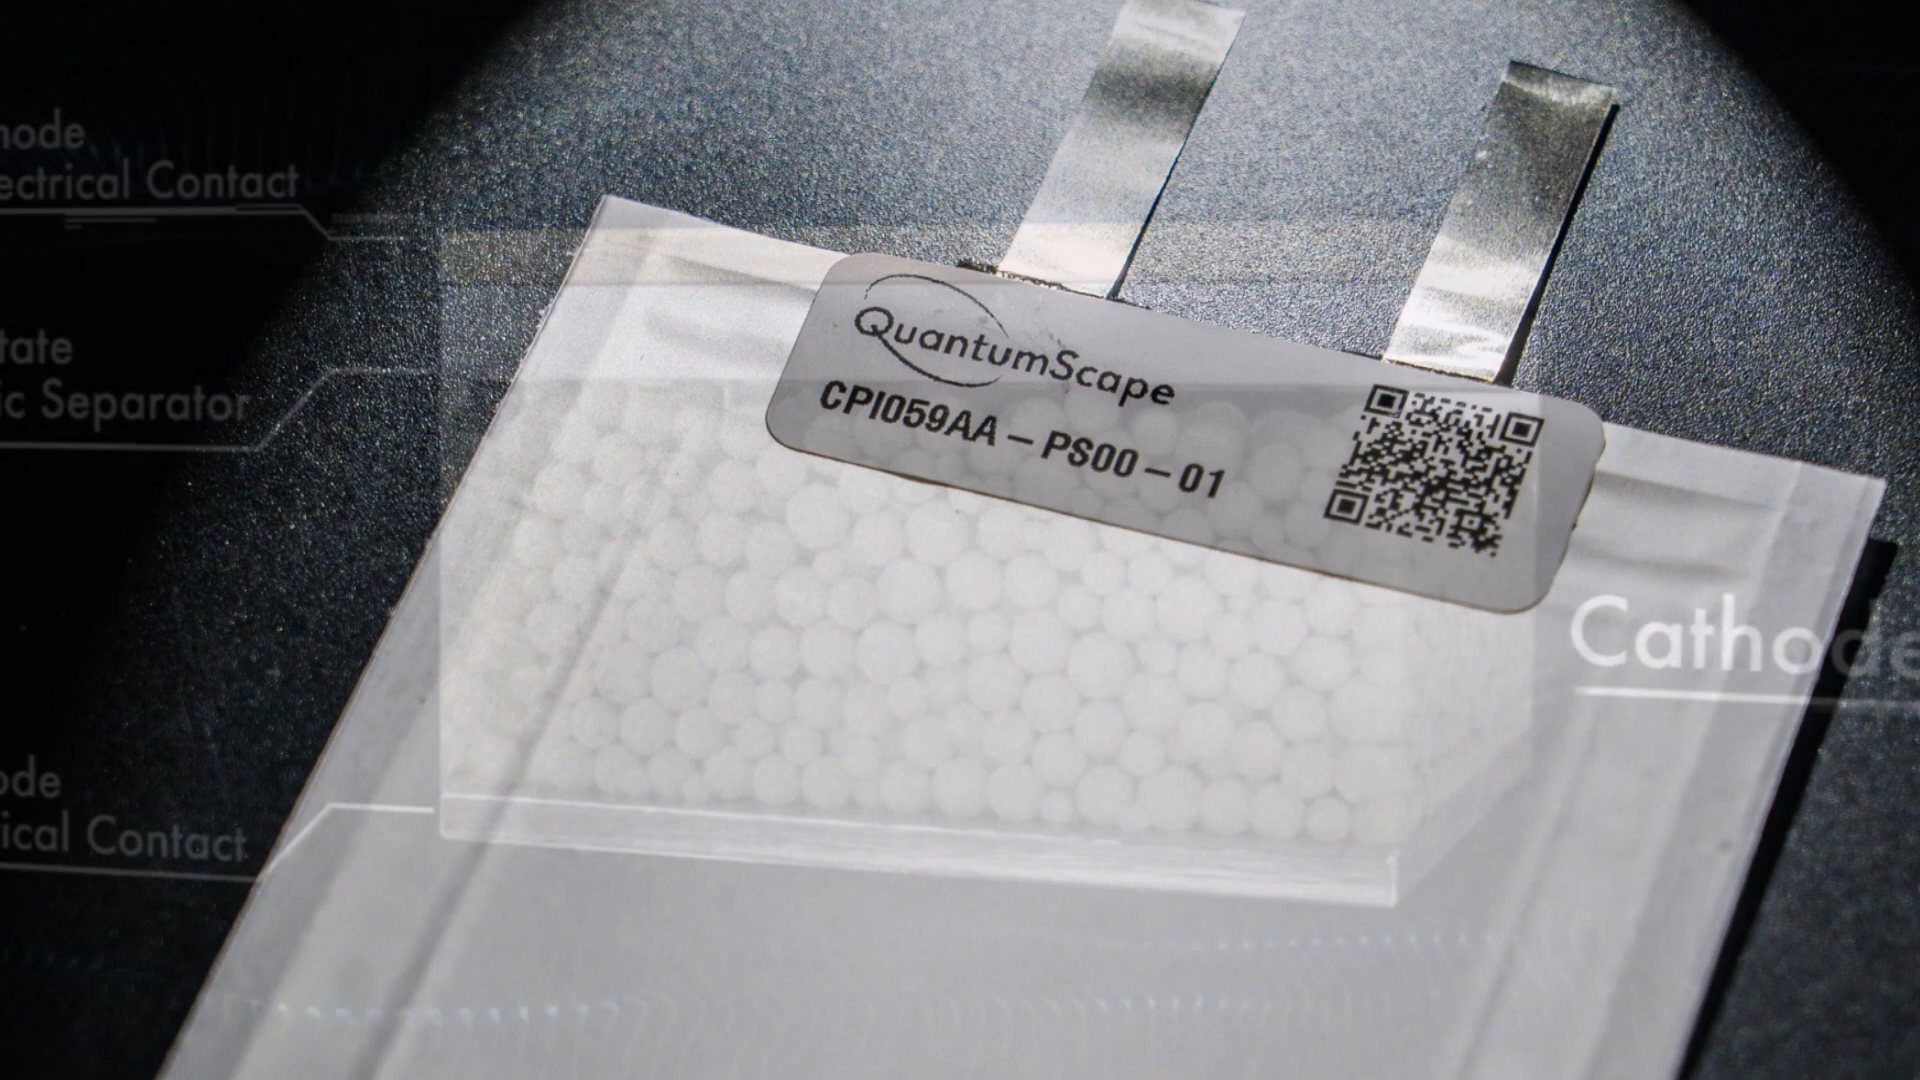 node
ectrical Contact
tate
ic Separator
QuantumScape
CPI059AA – PS00 – 01
Cathode
ode
ical Contact